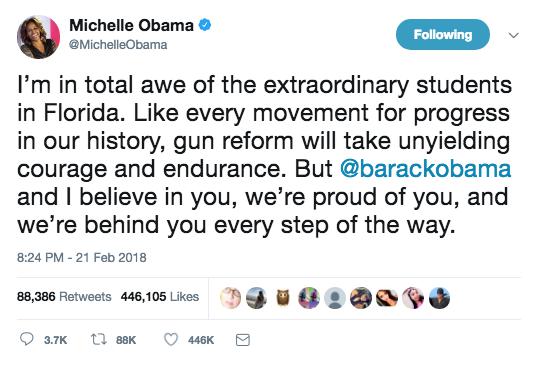 Michelle Obama
@MichelleObama
Following
I'm in total awe of the extraordinary students
in Florida. Like every movement for progress
in our history, gun reform will take unyielding
courage and endurance. But @barackobama
and I believe in you, we're proud of you, and
we're behind you every step of the way.
8:24 PM - 21 Feb 2018
88,386 Retweets 446,105 Likes
3.7K 88K 446K